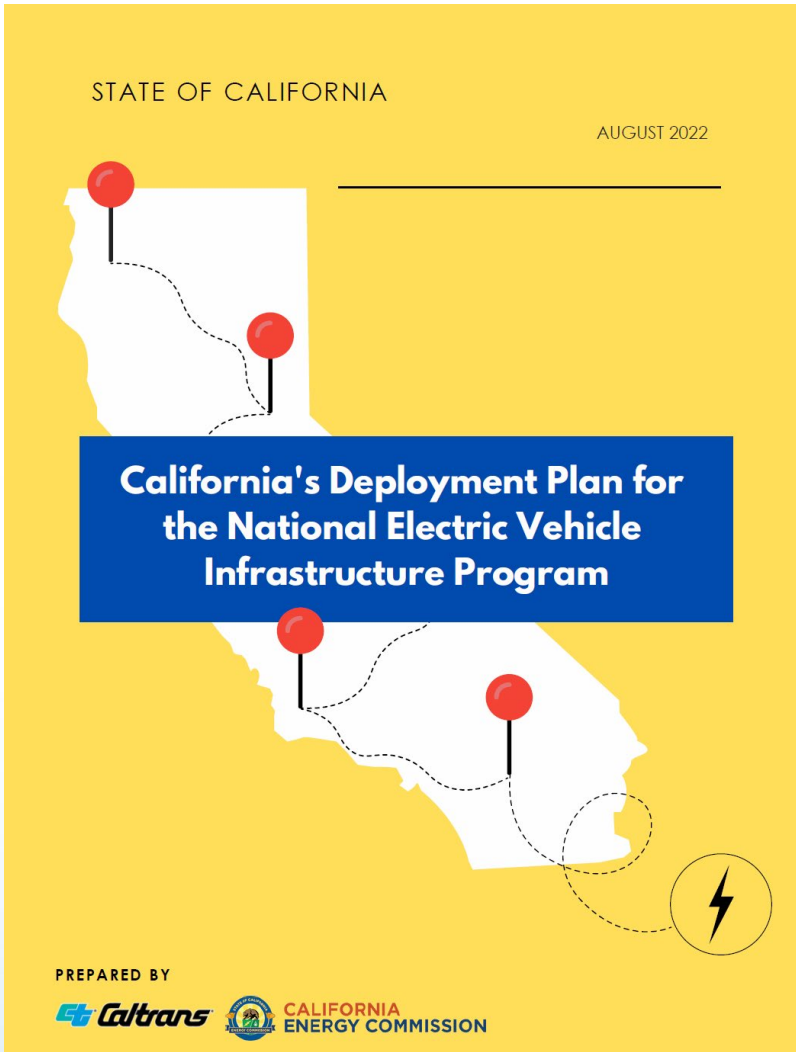 STATE OF CALIFORNIA
AUGUST 2022
California's Deployment Plan for
the National Electric Vehicle
Infrastructure Program
PREPARED BY
Caltrans
CALIFORNIA
ENERGY COMMISSION